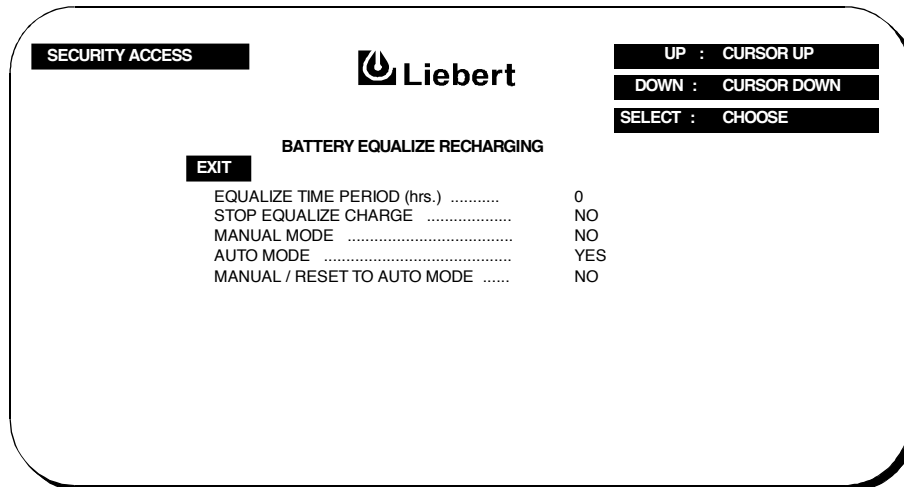 SECURITY ACCESS
Liebert
UP : CURSOR UP
DOWN : CURSOR DOWN
SELECT : CHOOSE
BATTERY EQUALIZE RECHARGING
EXIT
EQUALIZE TIME PERIOD (hrs.) ........... 0
STOP EQUALIZE CHARGE ................... NO
MANUAL MODE ..................................... NO
AUTO MODE .......................................... YES
MANUAL / RESET TO AUTO MODE ...... NO